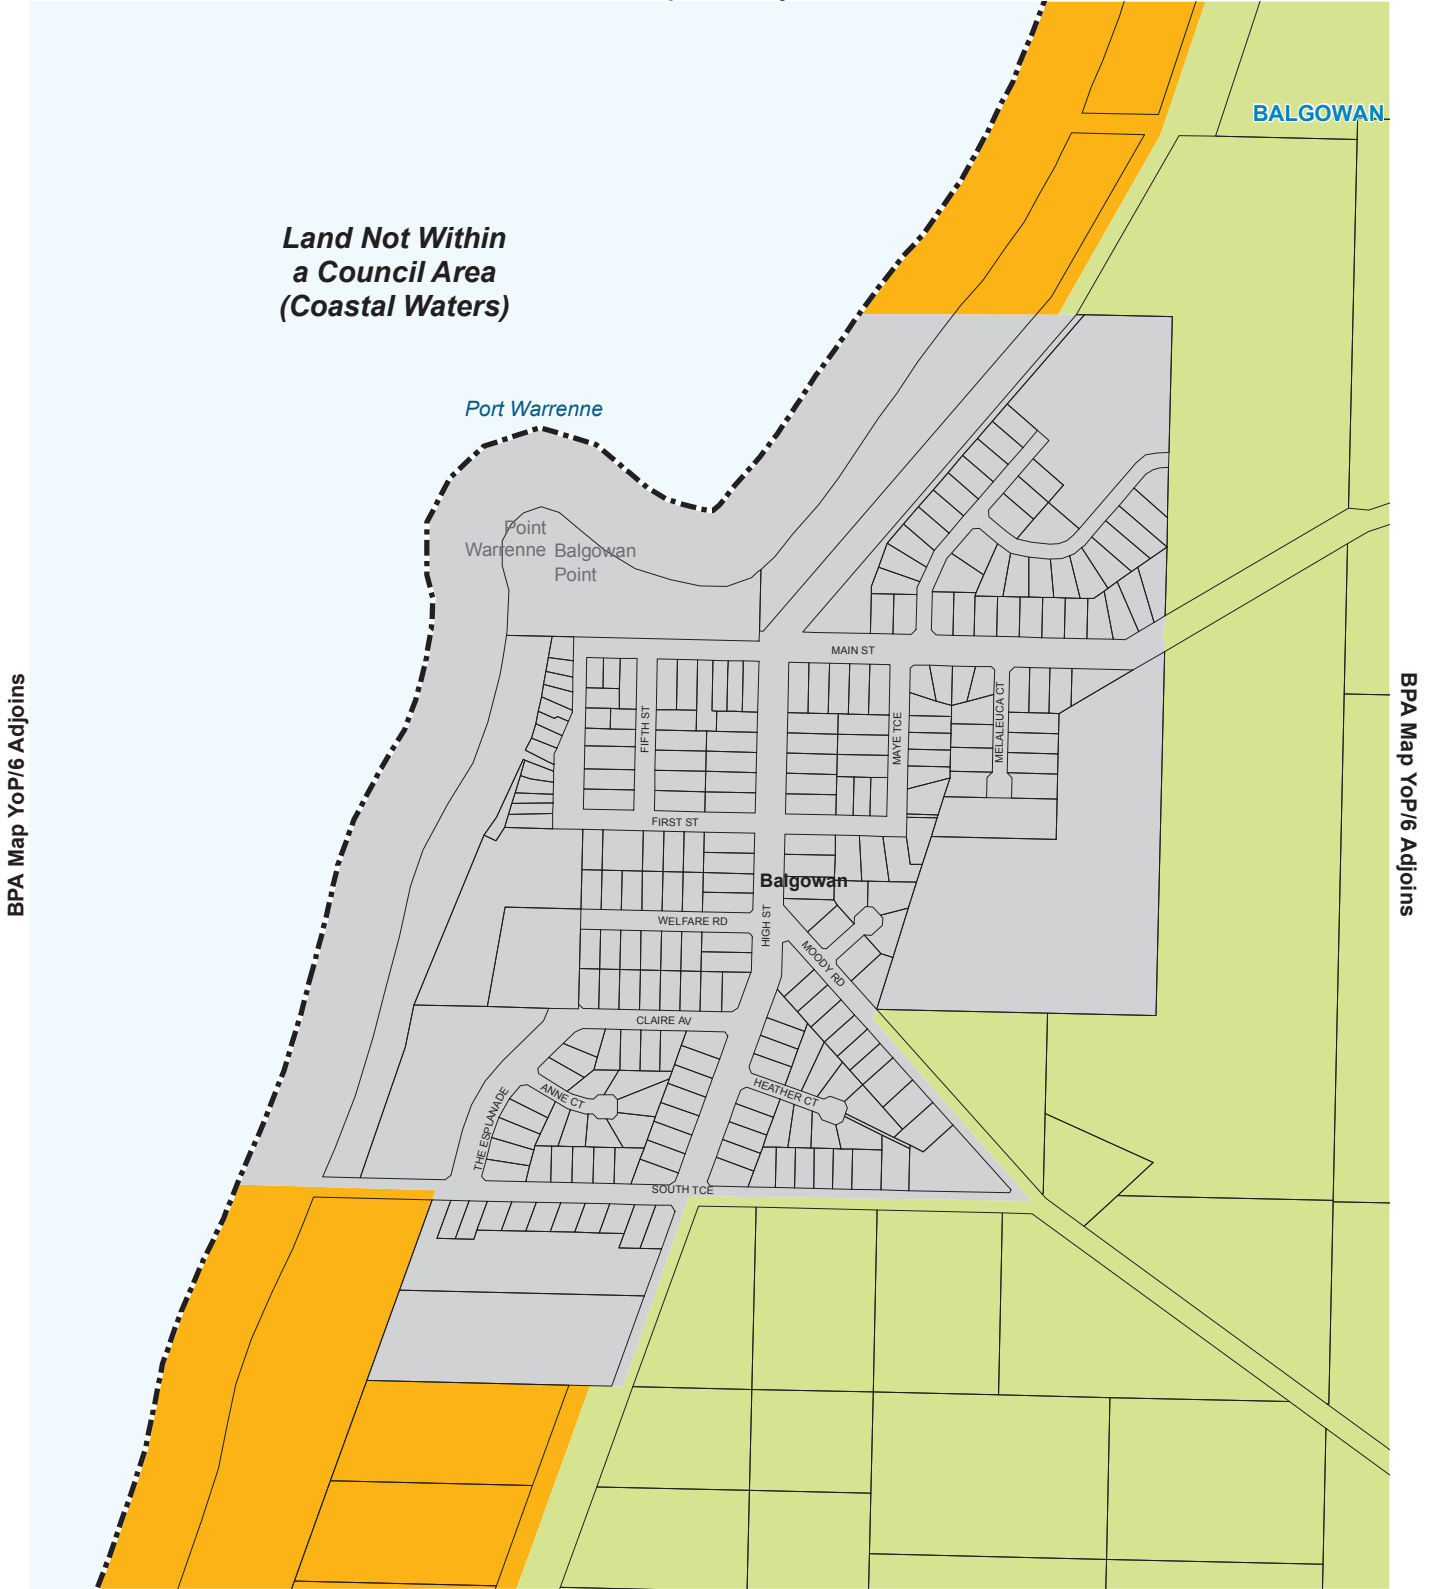 BALGOWAN
Land Not Within
a Council Area
(Coastal Waters)
Port Warrenne
Point
Warrenne
Balgowan
Point
MAIN ST
FIFTH ST
MAYE TCE
MELALEUCA CT
BPA Map YoP/6 Adjoins
BPA Map YoP/6 Adjoins
FIRST ST
Balgowan
WELFARE RD
HIGH ST
MOODY RD
CLAIRE AV
ANNE CT
HEATHER CT
THE ESPLANADE
SOUTH TCE